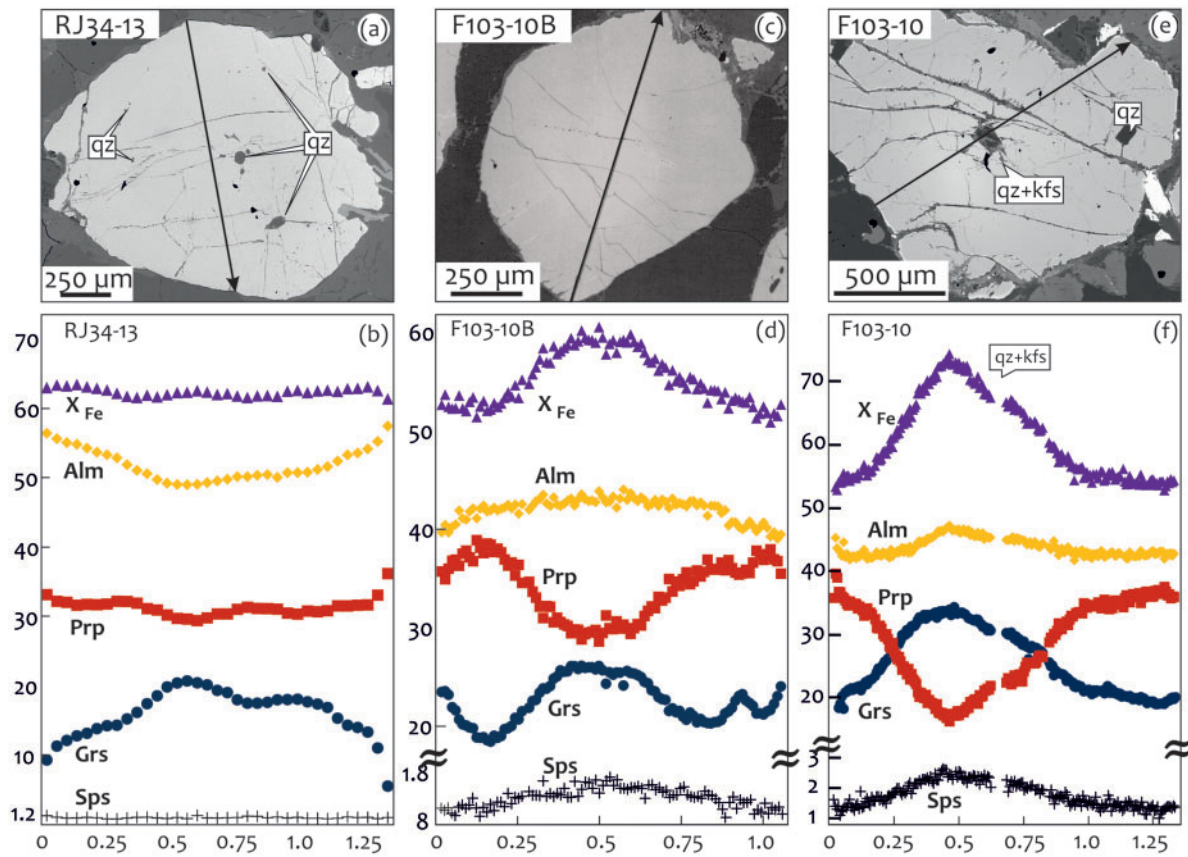 RJ34-13
(a)
qz
qz
250 µm
F103-10B
(c)
250 µm
F103-10
(e)
qz
qz+kfs
500 µm
RJ34-13
(b)
70
60
50
40
30
20
10
1.2
X Fe
Alm
Prp
Grs
Sps
0.25
0.5
0.75
1.0
1.25
F103-10B
(d)
60
50
40
30
20
1.8
8
X Fe
Alm
Prp
Grs
Sps
0
0.25
0.50
0.75
1.0
F103-10
(f)
qz+kfs
70
60
50
40
30
20
3
2
1
X Fe
Alm
Prp
Grs
Sps
0
0.25
0.50
0.75
1.0
1.25